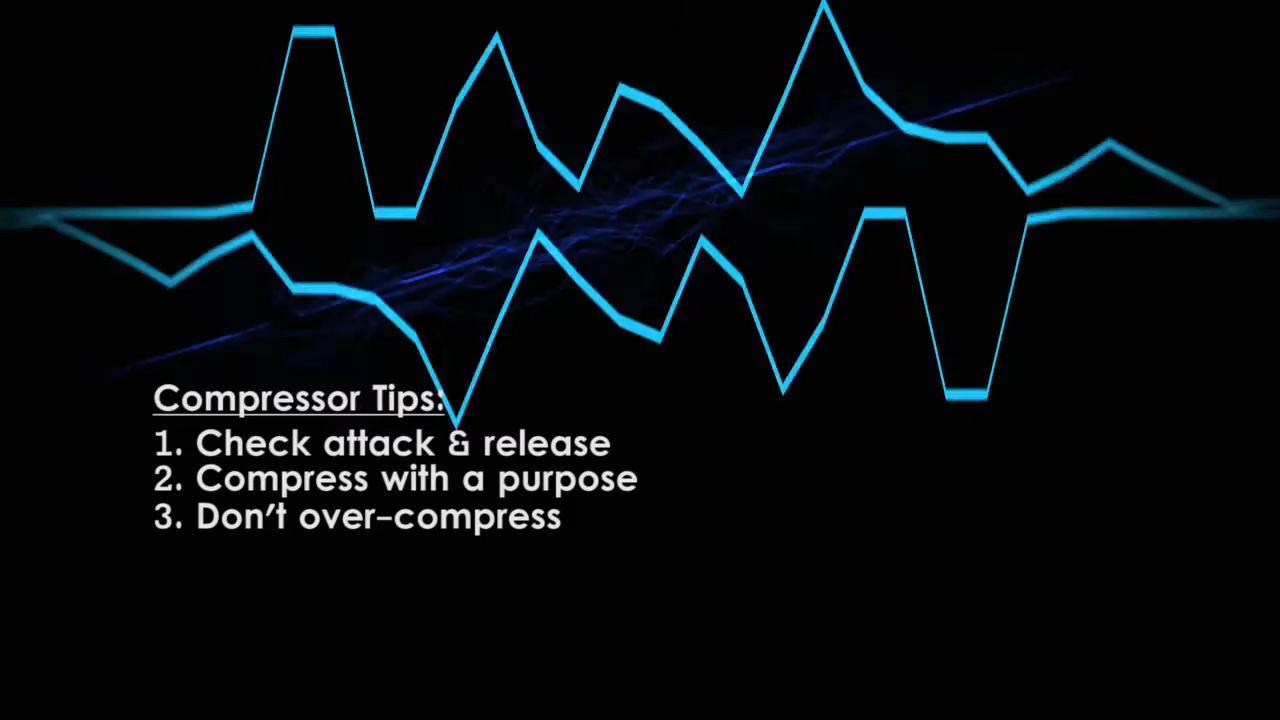 Compressor Tips:
1. Check attack & release
2. Compress with a purpose
3. Don't over-compress